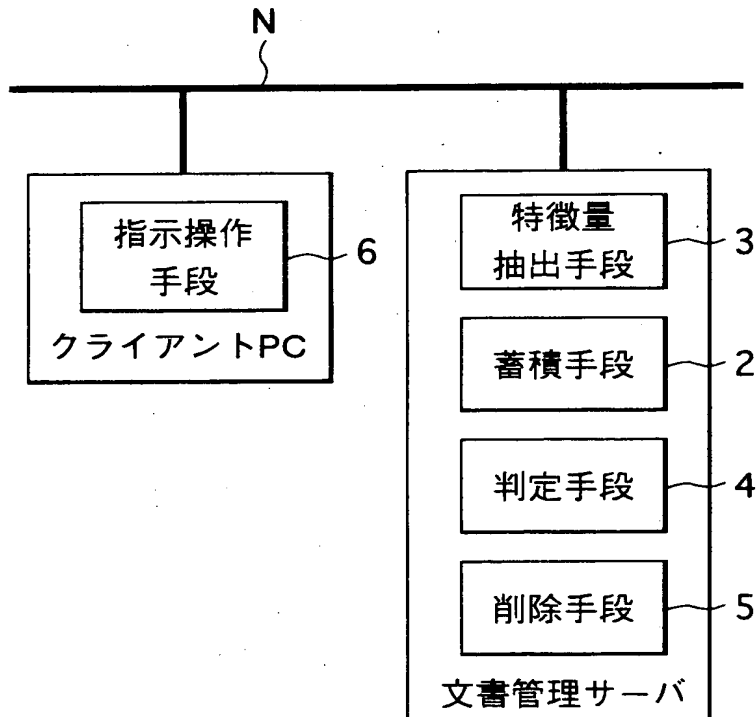 N
指示操作
手段
6
クライアントPC
特徴量
抽出手段
3
蓄積手段
2
判定手段
4
削除手段
5
文書管理サーバ